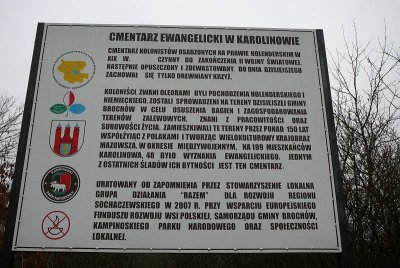 CMENTARZ EWANGELICKI W KAROLINOWIE
CMENTARZ KOLONISTÓW OSADZONYCH NA PRAWIE HOLENDERSKIM W
XIX W. CZYNNY DO ZAKOŃCZENIA II WOJNY ŚWIATOWEJ,
NASTĘPNIE OPUSZCZONY I ZDEWASTOWANY. DO DNIA DZISIEJSZEGO
ZACHOWAŁ SIĘ TYLKO DREWNIANY KRZYŻ.
KOLONIŚCI, ZWANI OLĘDRAMI BYLI POCHODZENIA HOLENDERSKIEGO I
NIEMIECKIEGO. ZOSTALI SPROWADZENI NA TERENY DZISIEJSZEJ GMINY
BROCHÓW W CELU OSUSZENIA BAGIEN I ZAGOSPODAROWANIA
TERENÓW ZALEWOWYCH. ZNANI Z PRACOWITOŚCI ORAZ
SUROWOŚCI ŻYCIA. ZAMIESZKIWALI TE TERENY PONAD 150 LAT
WSPÓŁŻYJĄC Z POLAKAMI I TWORZĄC WIELOKULTUROWY KRAJOBRAZ
MAZOWSZA. W OKRESIE MIĘDZYWOJENNYM, NA 199 MIESZKAŃCÓW
KAROLINOWA, 48 BYŁO WYZNANIA EWANGELICKIEGO. JEDNYM
Z OSTATNICH ŚLADÓW ICH BYTNOŚCI JEST TEN CMENTARZ.
URATOWANY OD ZAPOMNIENIA PRZEZ STOWARZYSZENIE LOKALNA
GRUPA DZIAŁANIA "RAZEM" DLA ROZWOJU REGIONU
SOCHACZEWSKIEGO W 2007 R. PRZY WSPARCIU EUROPEJSKIEGO
FUNDUSZU ROZWOJU WSI POLSKIEJ, SAMORZĄDU GMINY BROCHÓW,
KAMPINOSKIEGO PARKU NARODOWEGO ORAZ SPOŁECZNOŚCI
LOKALNEJ.